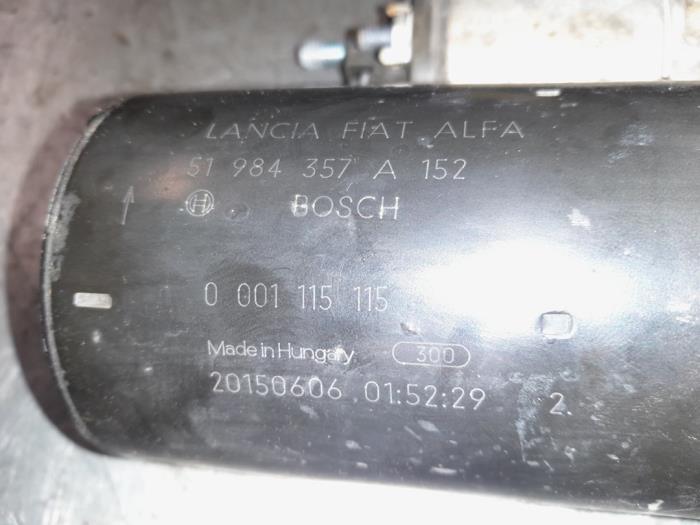 LANCIA FIAT ALFA
51 984 357 A 152
H BOSCH
0 001 115 115
Made in Hungary 300
20150606 01:52:29 2.